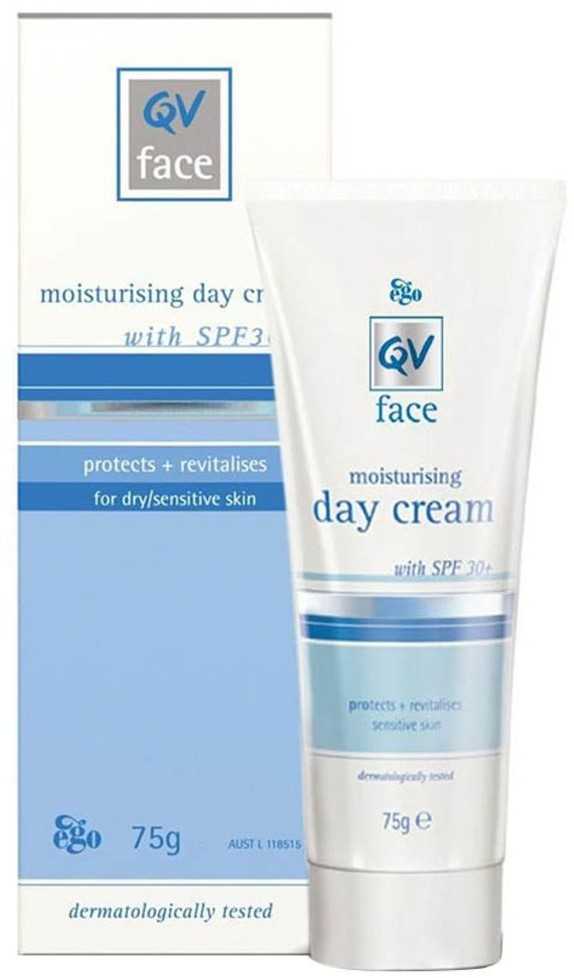 QV
face
moisturising day cr
with SPF3
protects + revitalises
for dry/sensitive skin
ego
75g
AUST L 118515
dermatologically tested
ego
QV
face
moisturising
day cream
with SPF 30+
protects + revitalises
sensitive skin
dermatologically tested
75g e